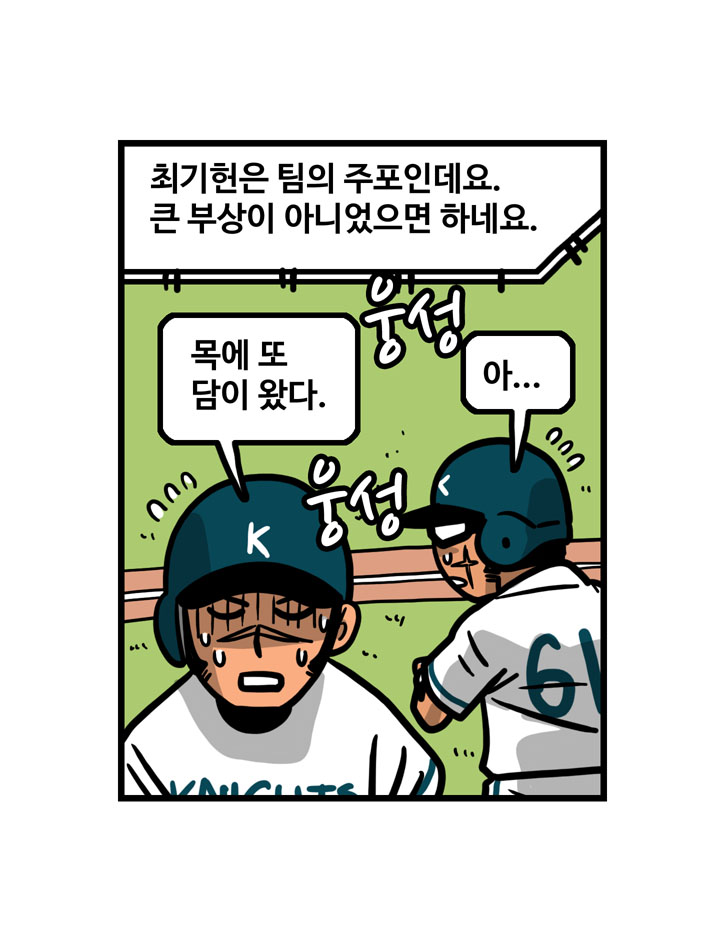 최기헌은 팀의 주포인데요.
큰 부상이 아니었으면 하네요.
웅성
목에 또
담이 왔다.
아...
웅성
K
K
KNIGHTS
61